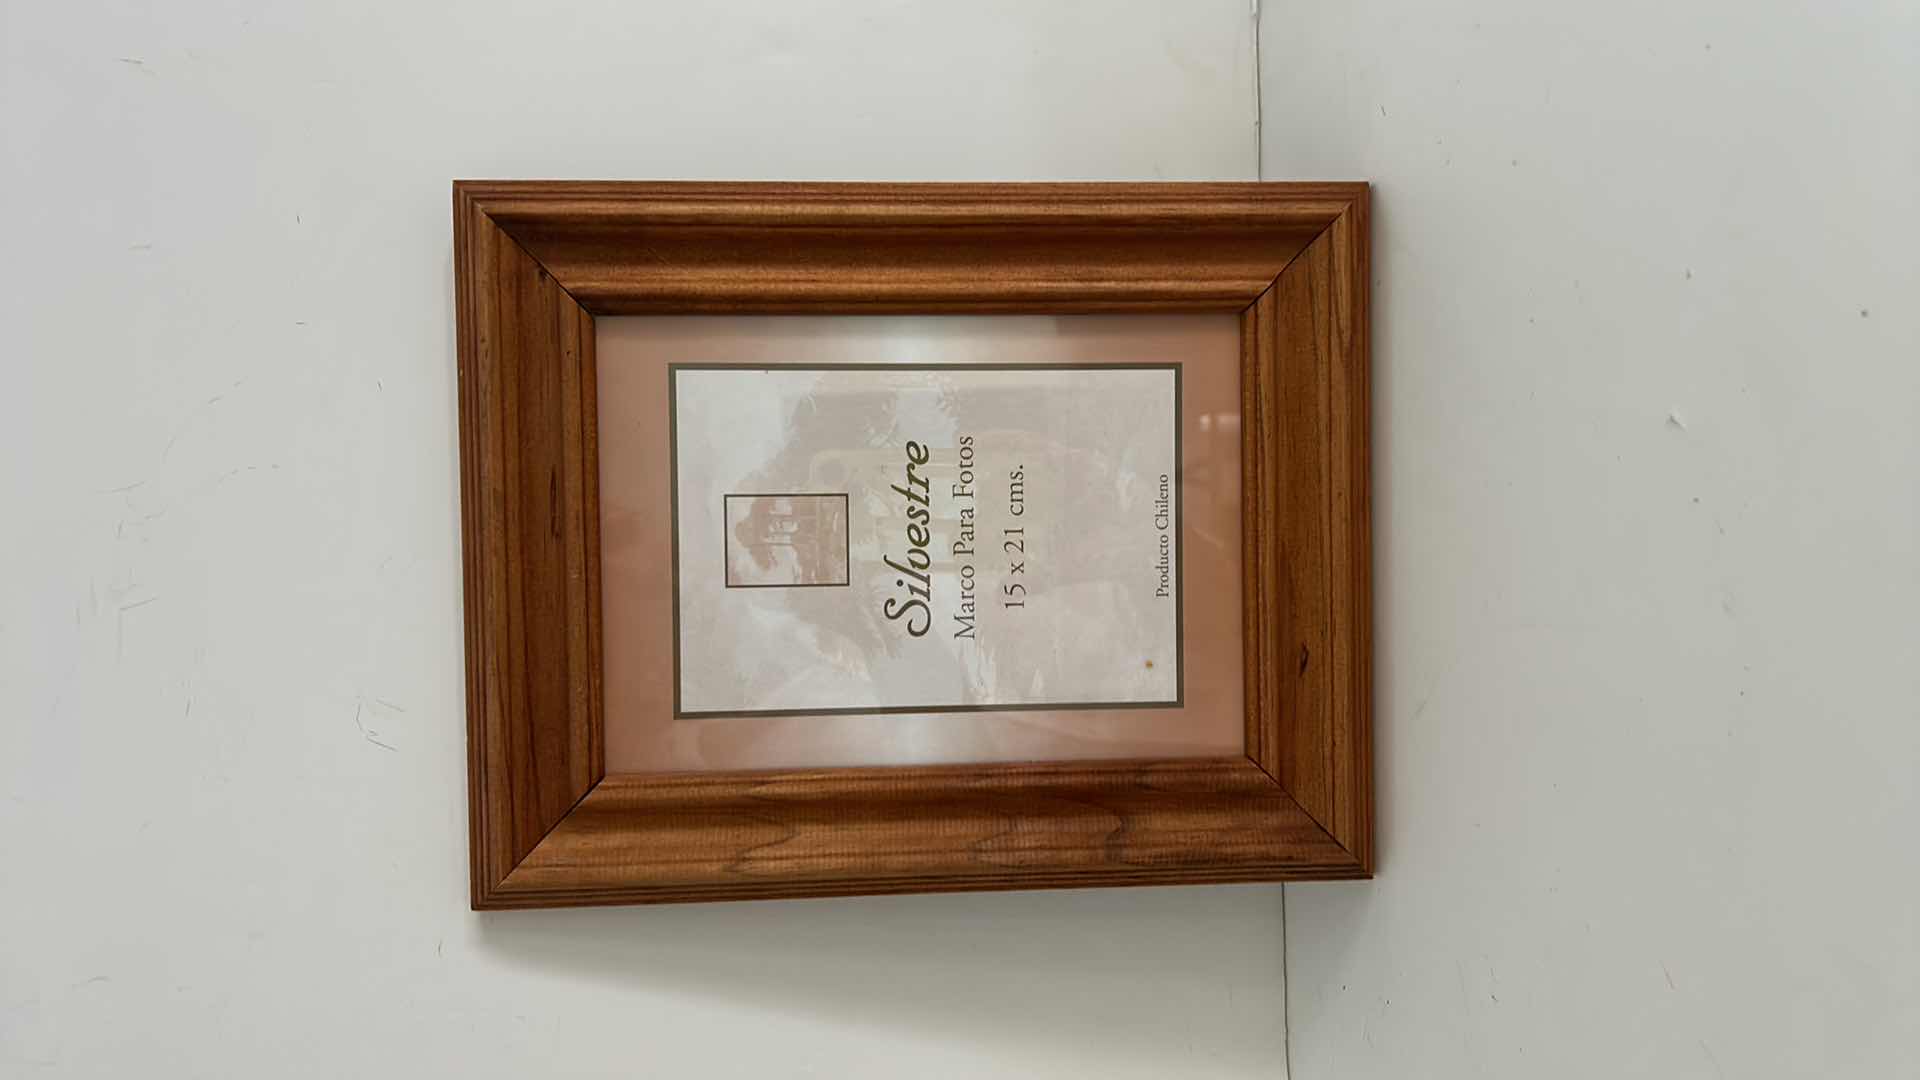 Silvestre
Marco Para Fotos
15 x 21 cms.
Producto Chileno